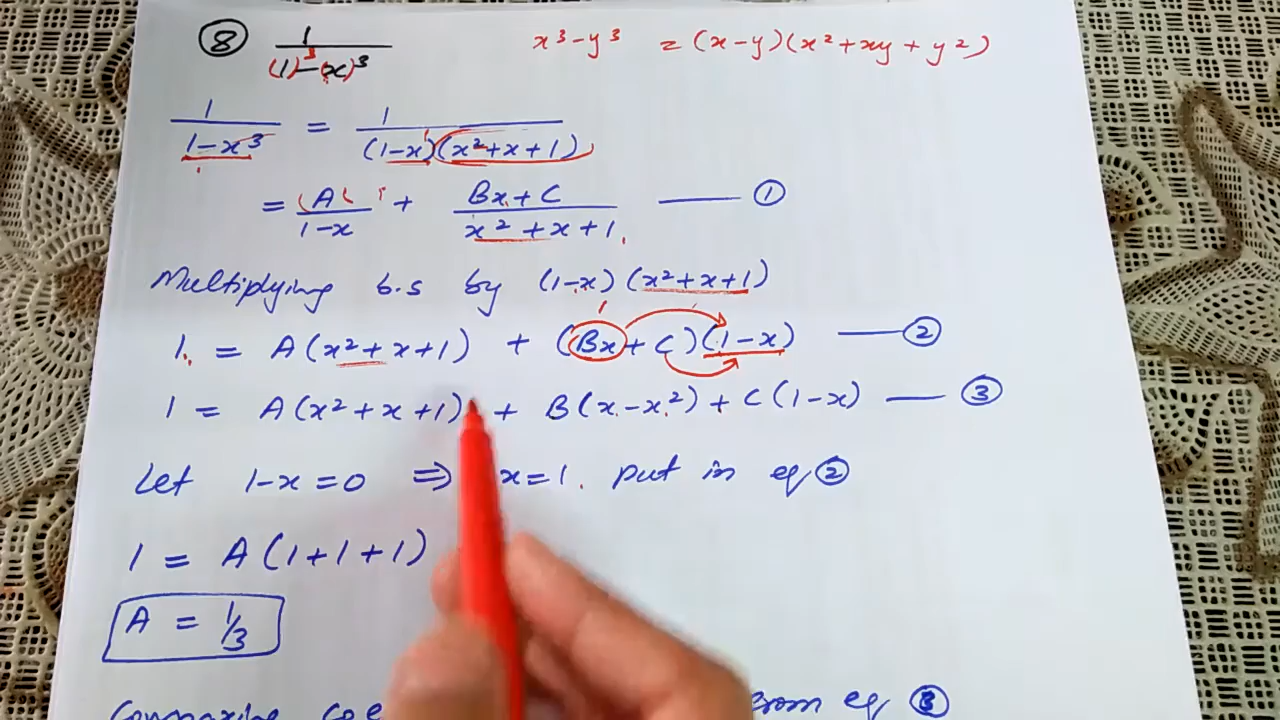 ⑧ 1/((1)³-(x)³) x³-y³ = (x-y)(x²+xy+y²)
1/(1-x³) = 1/((1-x)(x²+x+1))
= A/(1-x) + (Bx+C)/(x²+x+1) —— ①
Multiplying b.s by (1-x)(x²+x+1)
1 = A(x²+x+1) + (Bx+C)(1-x) —— ②
1 = A(x²+x+1) + B(x-x²) + C(1-x) —— ③
Let 1-x=0 ⇒ x=1. put in eq ②
1 = A(1+1+1)
A = 1/3
Comparing from eq ③